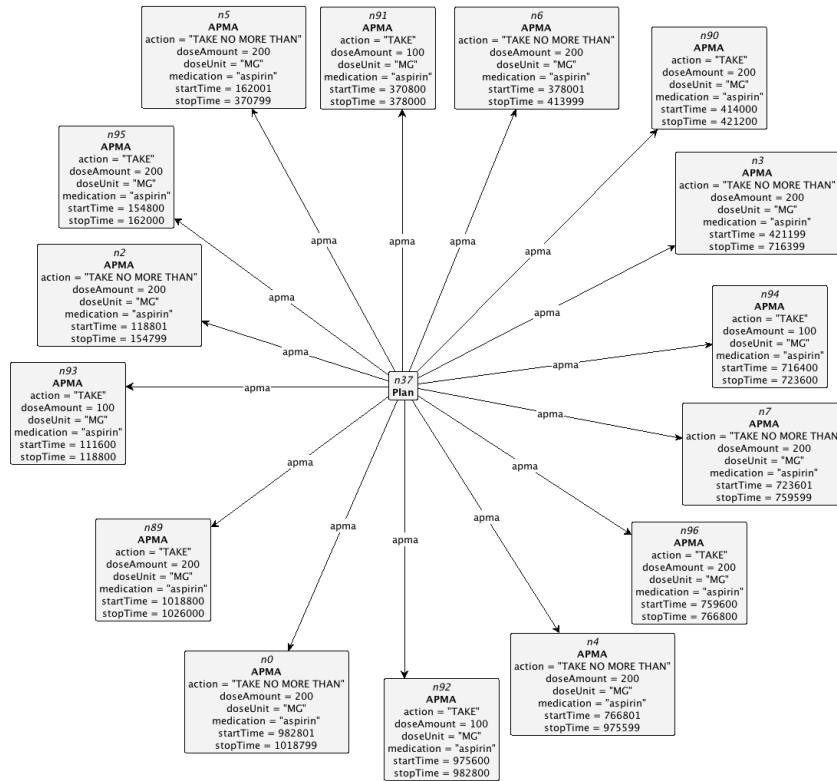 n5
APMA
action = "TAKE NO MORE THAN"
doseAmount = 200
doseUnit = "MG"
medication = "aspirin"
startTime = 162001
stopTime = 370799
n91
APMA
action = "TAKE"
doseAmount = 100
doseUnit = "MG"
medication = "aspirin"
startTime = 370800
stopTime = 378000
n6
APMA
action = "TAKE NO MORE THAN"
doseAmount = 200
doseUnit = "MG"
medication = "aspirin"
startTime = 378001
stopTime = 413999
n90
APMA
action = "TAKE"
doseAmount = 200
doseUnit = "MG"
medication = "aspirin"
startTime = 414000
stopTime = 421200
n95
APMA
action = "TAKE"
doseAmount = 200
doseUnit = "MG"
medication = "aspirin"
startTime = 154800
stopTime = 162000
n3
APMA
action = "TAKE NO MORE THAN"
doseAmount = 200
doseUnit = "MG"
medication = "aspirin"
startTime = 421199
stopTime = 716399
apma
apma
apma
apma
n2
APMA
action = "TAKE NO MORE THAN"
doseAmount = 200
doseUnit = "MG"
medication = "aspirin"
startTime = 118801
stopTime = 154799
apma
apma
n94
APMA
action = "TAKE"
doseAmount = 100
doseUnit = "MG"
medication = "aspirin"
startTime = 716400
stopTime = 723600
apma
apma
n93
APMA
action = "TAKE"
doseAmount = 100
doseUnit = "MG"
medication = "aspirin"
startTime = 111600
stopTime = 118800
apma
n37
Plan
apma
n7
APMA
action = "TAKE NO MORE THAN"
doseAmount = 200
doseUnit = "MG"
medication = "aspirin"
startTime = 723601
stopTime = 759599
apma
apma
apma
apma
apma
n89
APMA
action = "TAKE"
doseAmount = 200
doseUnit = "MG"
medication = "aspirin"
startTime = 1018800
stopTime = 1026000
n96
APMA
action = "TAKE"
doseAmount = 200
doseUnit = "MG"
medication = "aspirin"
startTime = 759600
stopTime = 766800
n0
APMA
action = "TAKE NO MORE THAN"
doseAmount = 200
doseUnit = "MG"
medication = "aspirin"
startTime = 982801
stopTime = 1018799
n92
APMA
action = "TAKE"
doseAmount = 100
doseUnit = "MG"
medication = "aspirin"
startTime = 975600
stopTime = 982800
n4
APMA
action = "TAKE NO MORE THAN"
doseAmount = 200
doseUnit = "MG"
medication = "aspirin"
startTime = 766801
stopTime = 975599